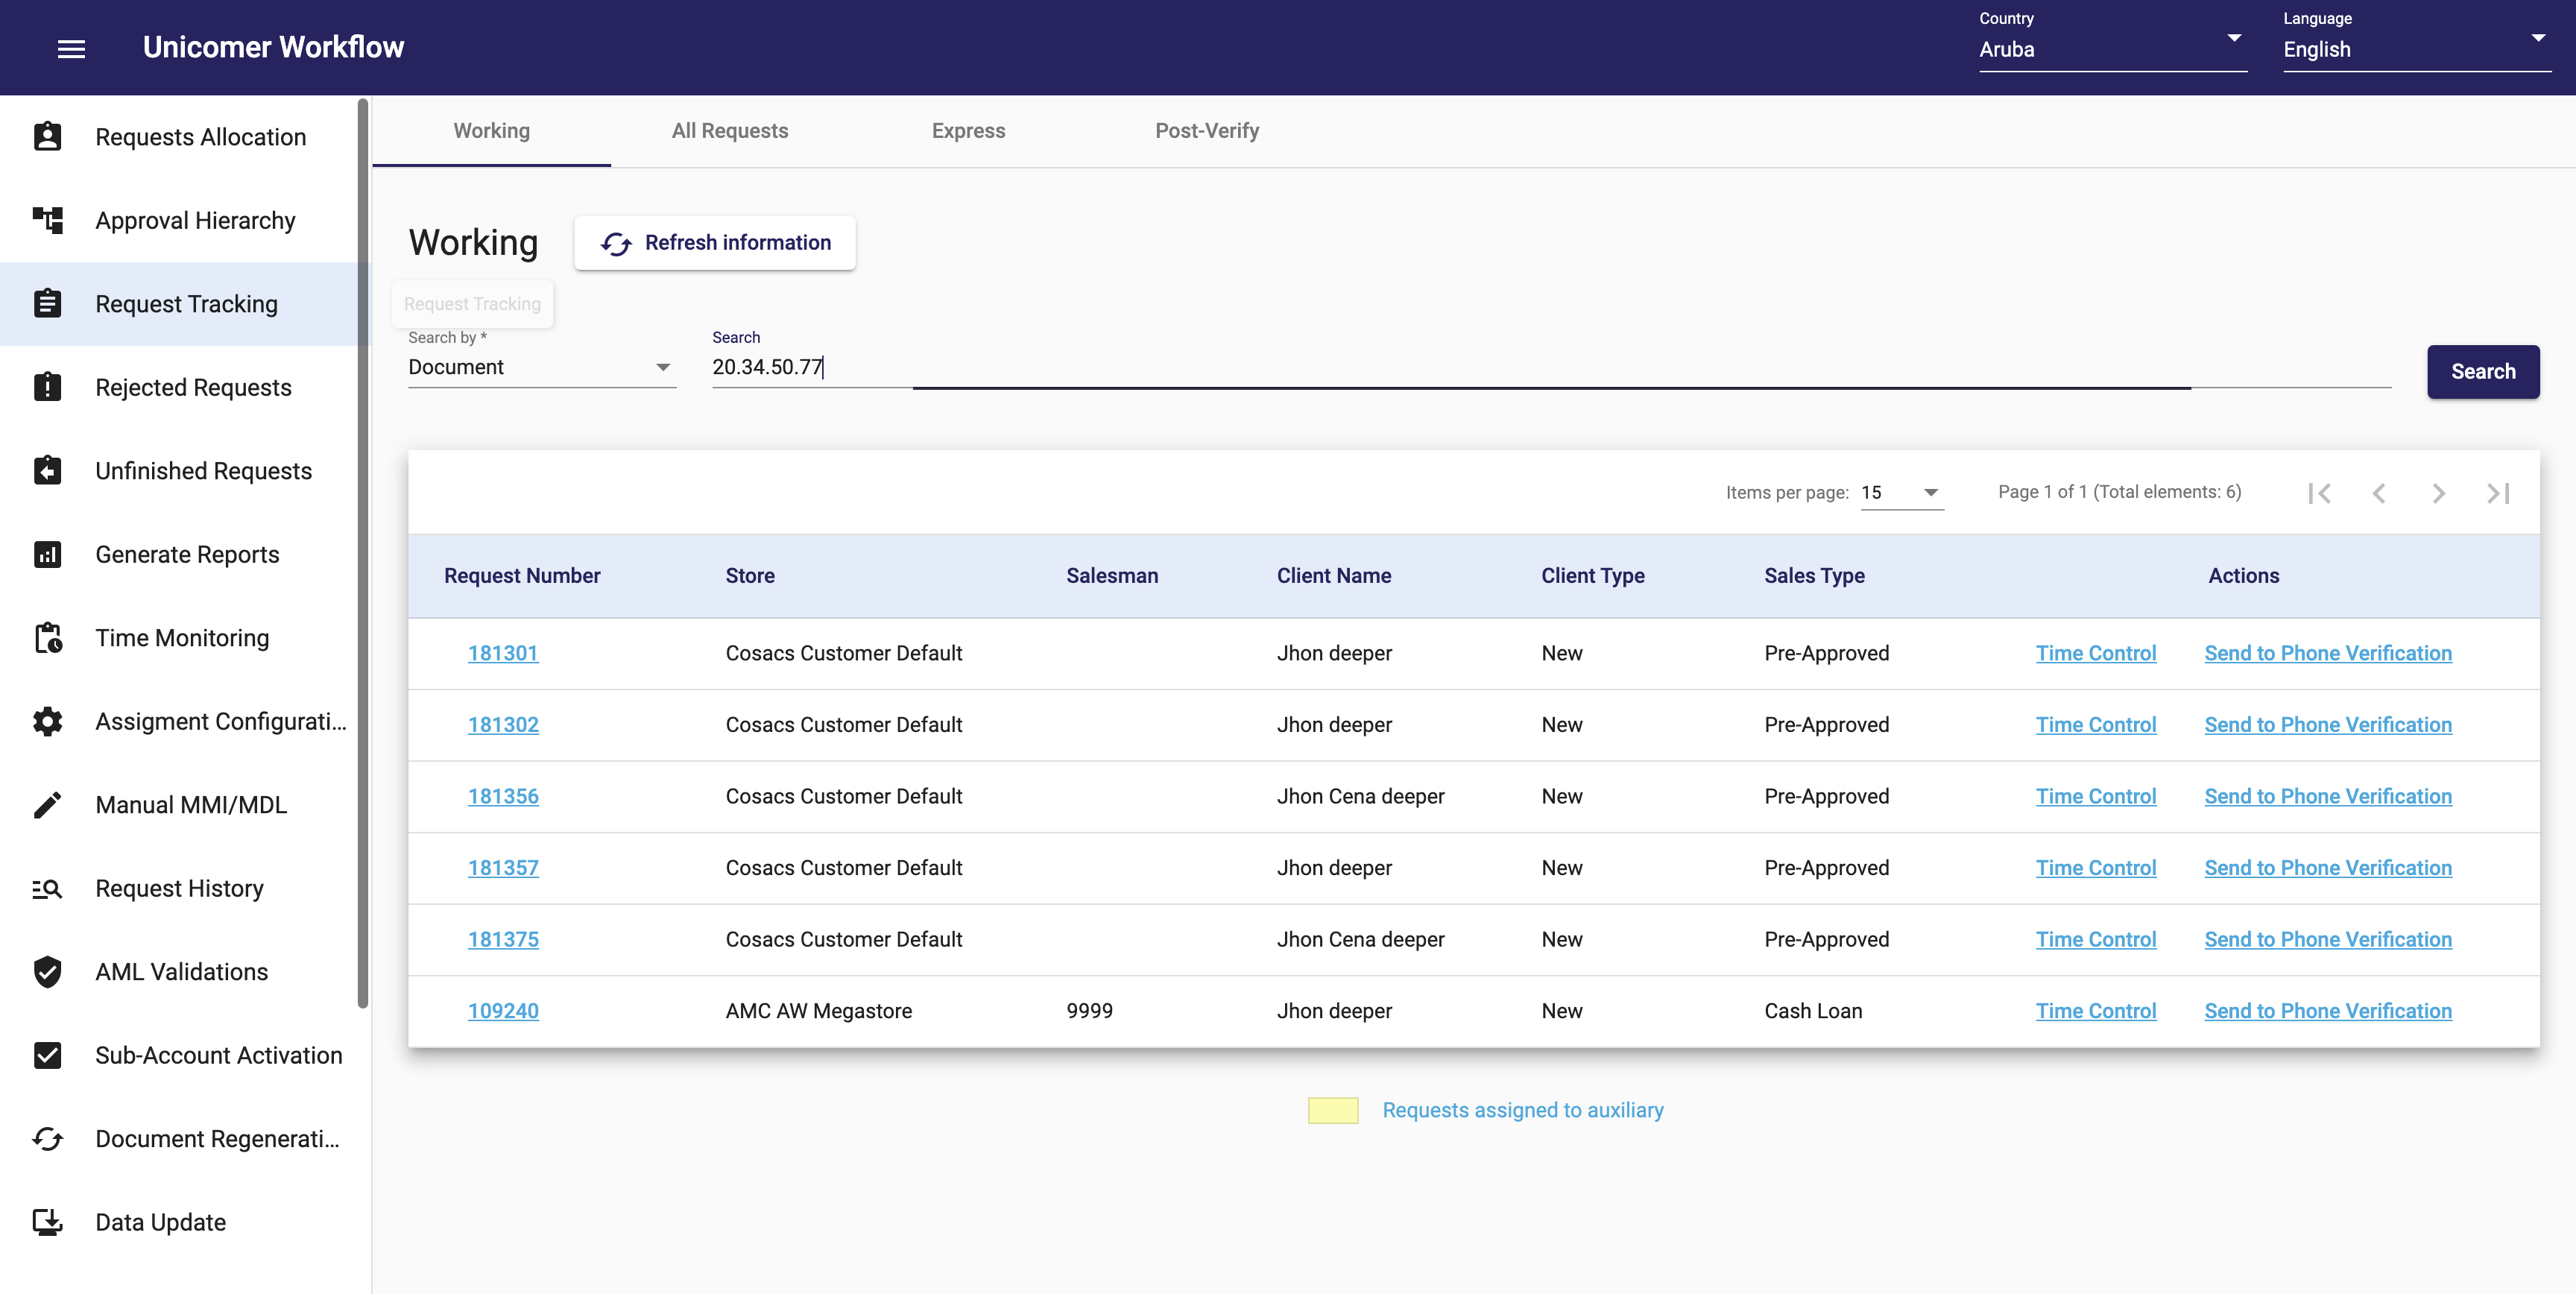 Unicomer Workflow
Country
Aruba
Language
English
Requests Allocation
Approval Hierarchy
Request Tracking
Rejected Requests
Unfinished Requests
Generate Reports
Time Monitoring
Assigment Configurati...
Manual MMI/MDL
Request History
AML Validations
Sub-Account Activation
Document Regenerati...
Data Update
Working All Requests Express Post-Verify
Working
Refresh information
Request Tracking
Search by *
Document
Search
20.34.50.77
Search
Items per page: 15 Page 1 of 1 (Total elements: 6)
Request Number Store Salesman Client Name Client Type Sales Type Actions
181301 Cosacs Customer Default Jhon deeper New Pre-Approved Time Control Send to Phone Verification
181302 Cosacs Customer Default Jhon deeper New Pre-Approved Time Control Send to Phone Verification
181356 Cosacs Customer Default Jhon Cena deeper New Pre-Approved Time Control Send to Phone Verification
181357 Cosacs Customer Default Jhon deeper New Pre-Approved Time Control Send to Phone Verification
181375 Cosacs Customer Default Jhon Cena deeper New Pre-Approved Time Control Send to Phone Verification
109240 AMC AW Megastore 9999 Jhon deeper New Cash Loan Time Control Send to Phone Verification
Requests assigned to auxiliary